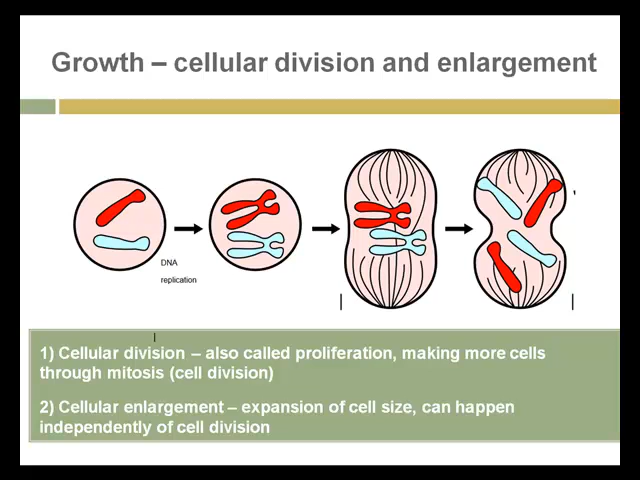 Growth – cellular division and enlargement
DNA
replication
1) Cellular division – also called proliferation, making more cells
through mitosis (cell division)
2) Cellular enlargement – expansion of cell size, can happen
independently of cell division